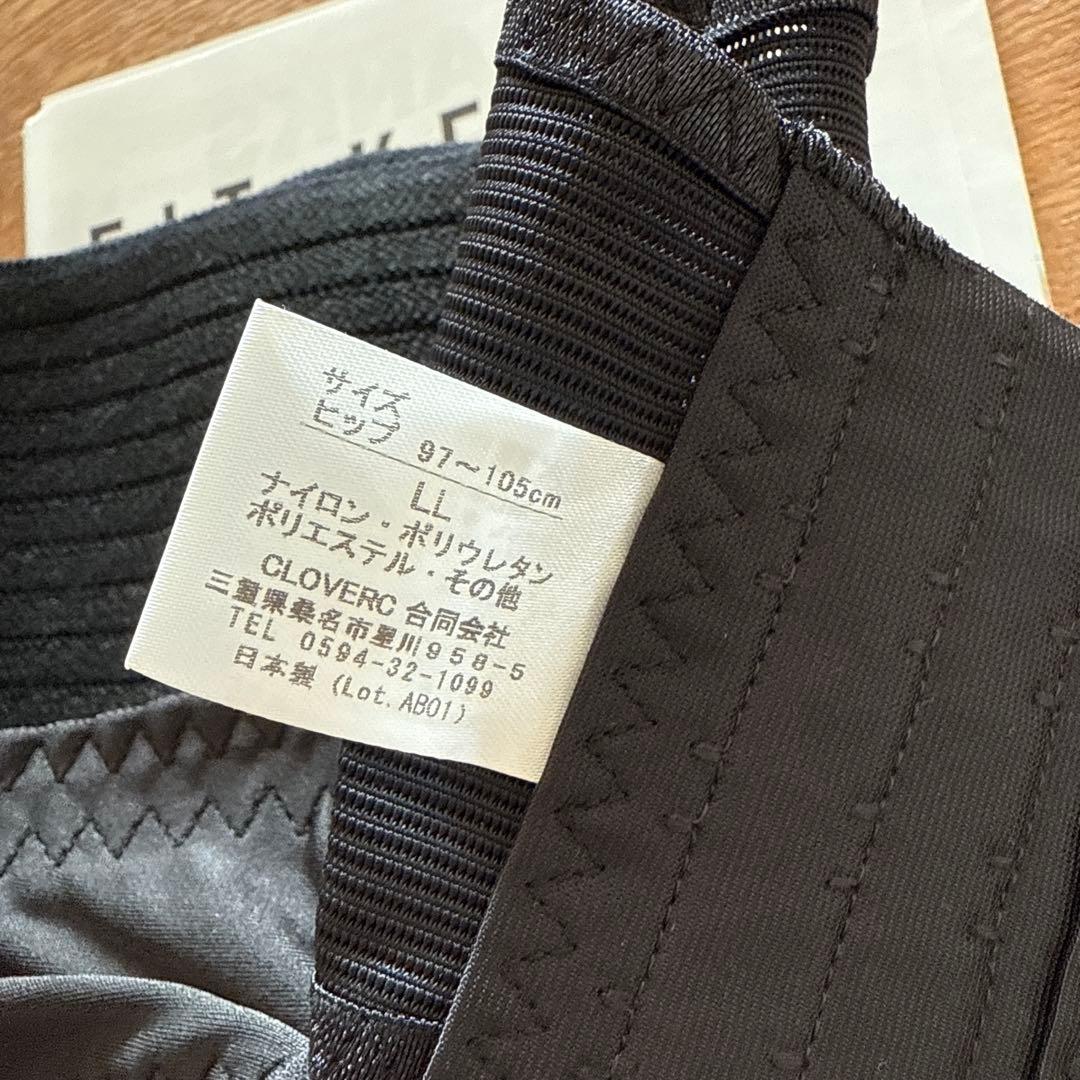 サイズ
ヒップ 97～105cm
LL
ナイロン・ポリウレタン
ポリエステル・その他
CLOVERC 合同会社
三重県桑名市星川958-5
TEL 0594-32-1099
日本製 (Lot.AB01)